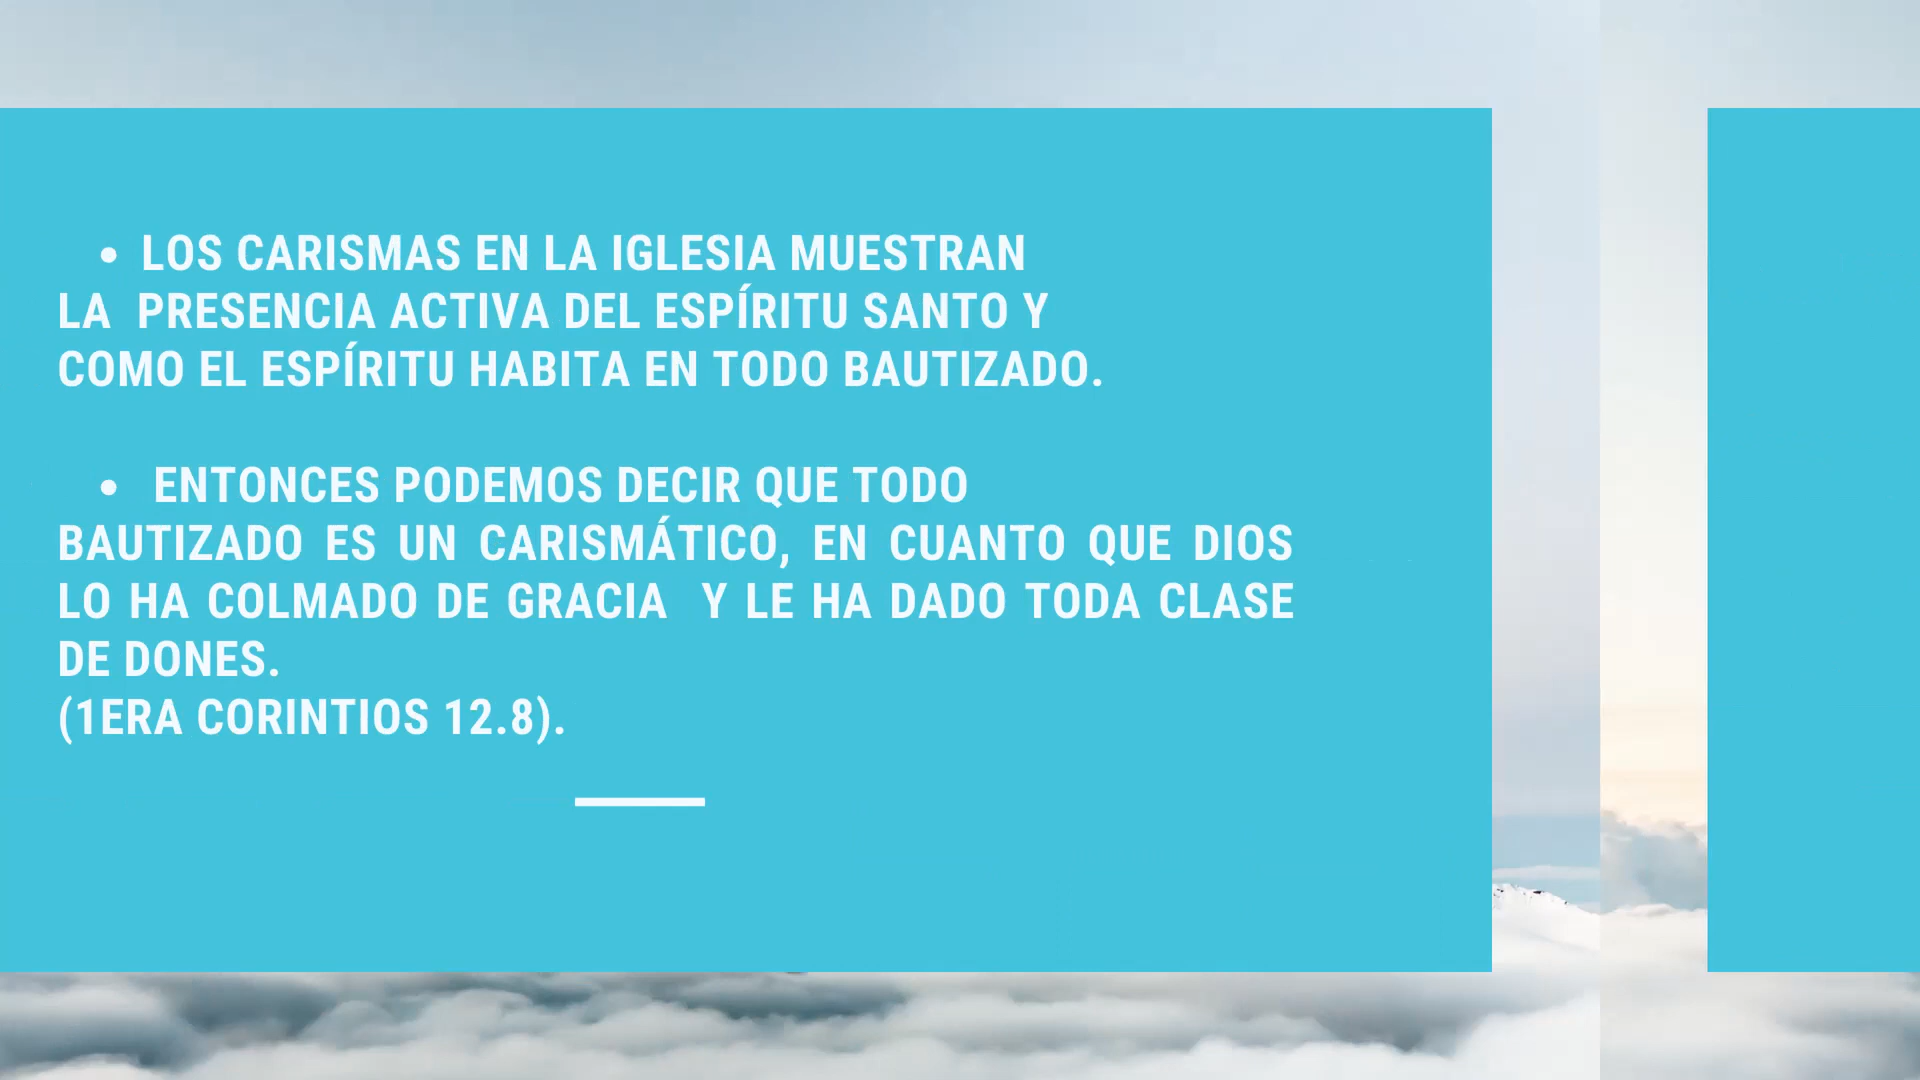 • LOS CARISMAS EN LA IGLESIA MUESTRAN
LA PRESENCIA ACTIVA DEL ESPÍRITU SANTO Y
COMO EL ESPÍRITU HABITA EN TODO BAUTIZADO.
• ENTONCES PODEMOS DECIR QUE TODO
BAUTIZADO ES UN CARISMÁTICO, EN CUANTO QUE DIOS
LO HA COLMADO DE GRACIA Y LE HA DADO TODA CLASE
DE DONES.
(1ERA CORINTIOS 12.8).